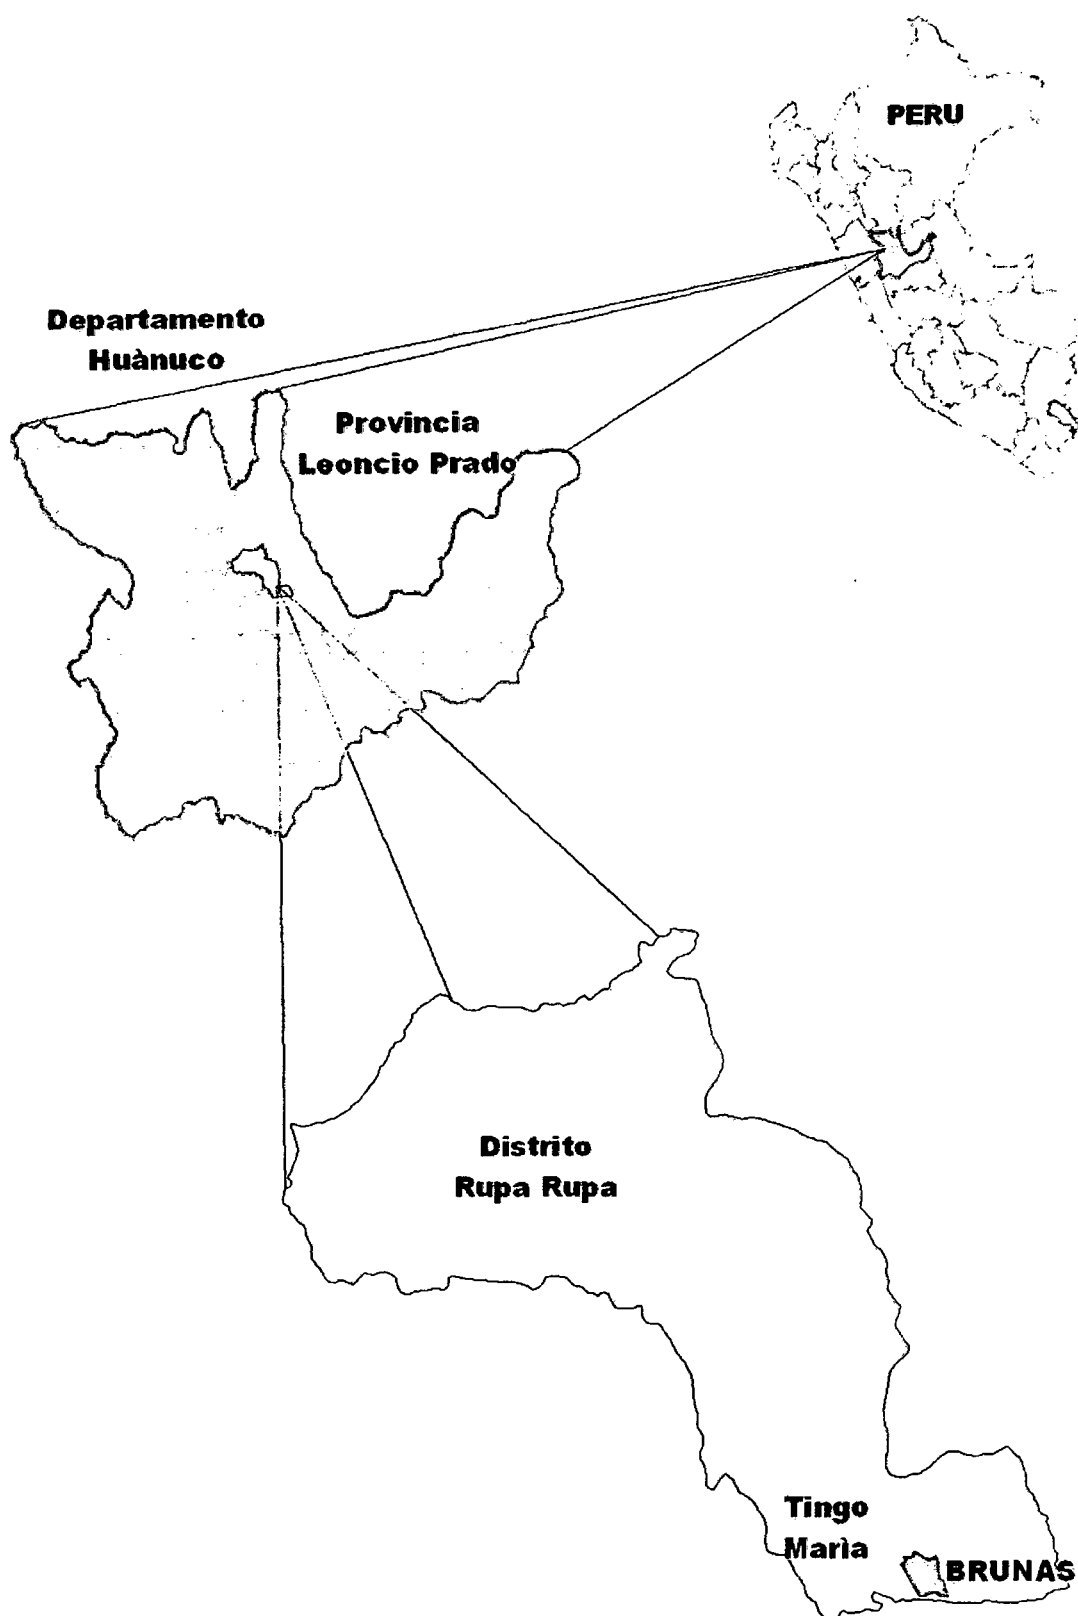 PERU
Departamento
Huànuco
Provincia
Leoncio Prado
Distrito
Rupa Rupa
Tingo
Marìa
BRUNAS